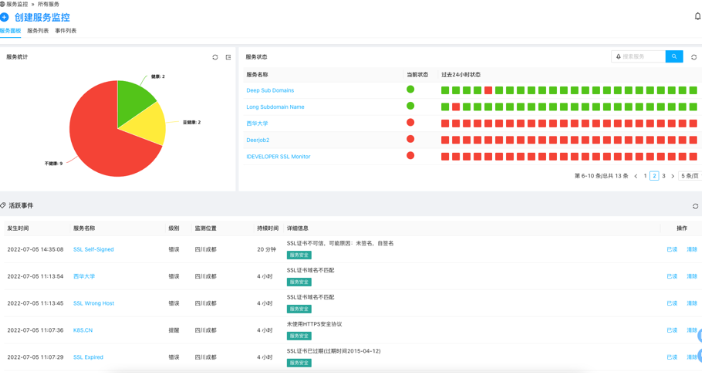 服务监控 » 所有服务
创建服务监控
服务面板 服务列表 事件列表
服务统计
健康: 2
亚健康: 2
不健康: 9
服务状态
搜索服务
服务名称 当前状态 过去24小时状态
Deep Sub Domains
Long Subdomain Name
西华大学
Deepjob2
IDEVELOPER SSL Monitor
第 6-10 条/总共 13 条 < 1 2 3 > 5 条/页
活跃事件
发生时间 服务名称 级别 监测位置 持续时间 详细信息 操作
2022-07-05 14:35:08 SSL Self-Signed 错误 四川成都 20 分钟 SSL证书不可信，可能原因：未签名，自签名 已读 清除
服务安全
2022-07-05 11:13:54 西华大学 错误 四川成都 4 小时 SSL证书域名不匹配 已读 清除
服务安全
2022-07-05 11:13:45 SSL Wrong Host 错误 四川成都 4 小时 SSL证书域名不匹配 已读 清除
服务安全
2022-07-05 11:07:36 KBS.CN 提醒 四川成都 4 小时 未使用HTTPS安全协议 已读 清除
服务安全
2022-07-05 11:07:29 SSL Expired 错误 四川成都 4 小时 SSL证书已过期(过期时间2015-04-12) 已读 清除
服务安全